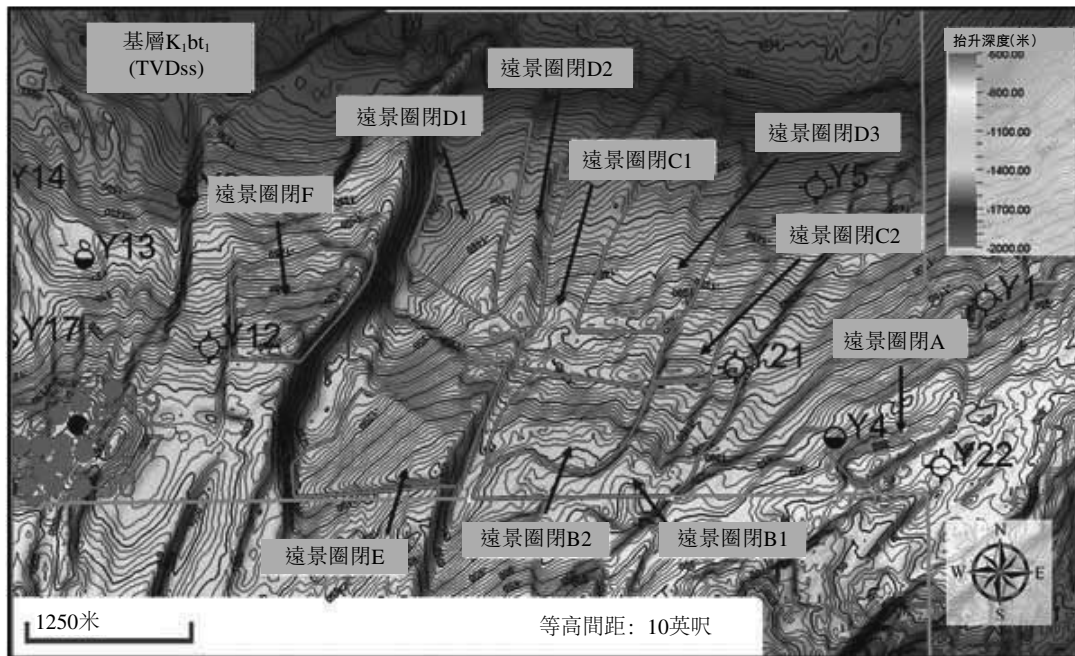 基層K₁bt₁
(TVDss)
抬升深度(米)
-500.00
-800.00
-1100.00
-1400.00
-1700.00
-2000.00
遠景圈閉D2
遠景圈閉D1
遠景圈閉D3
遠景圈閉C1
Y14
遠景圈閉F
Y5
遠景圈閉C2
Y13
Y1
Y17
Y12
遠景圈閉A
Y21
Y4
Y22
遠景圈閉E
遠景圈閉B2
遠景圈閉B1
N
W
E
S
1250米
等高間距: 10英呎